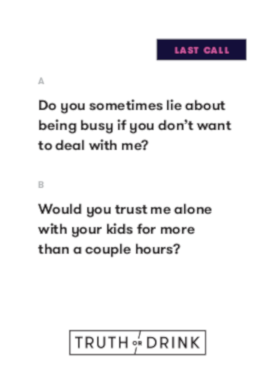 LAST CALL
A
Do you sometimes lie about
being busy if you don't want
to deal with me?
B
Would you trust me alone
with your kids for more
than a couple hours?
TRUTH OR DRINK